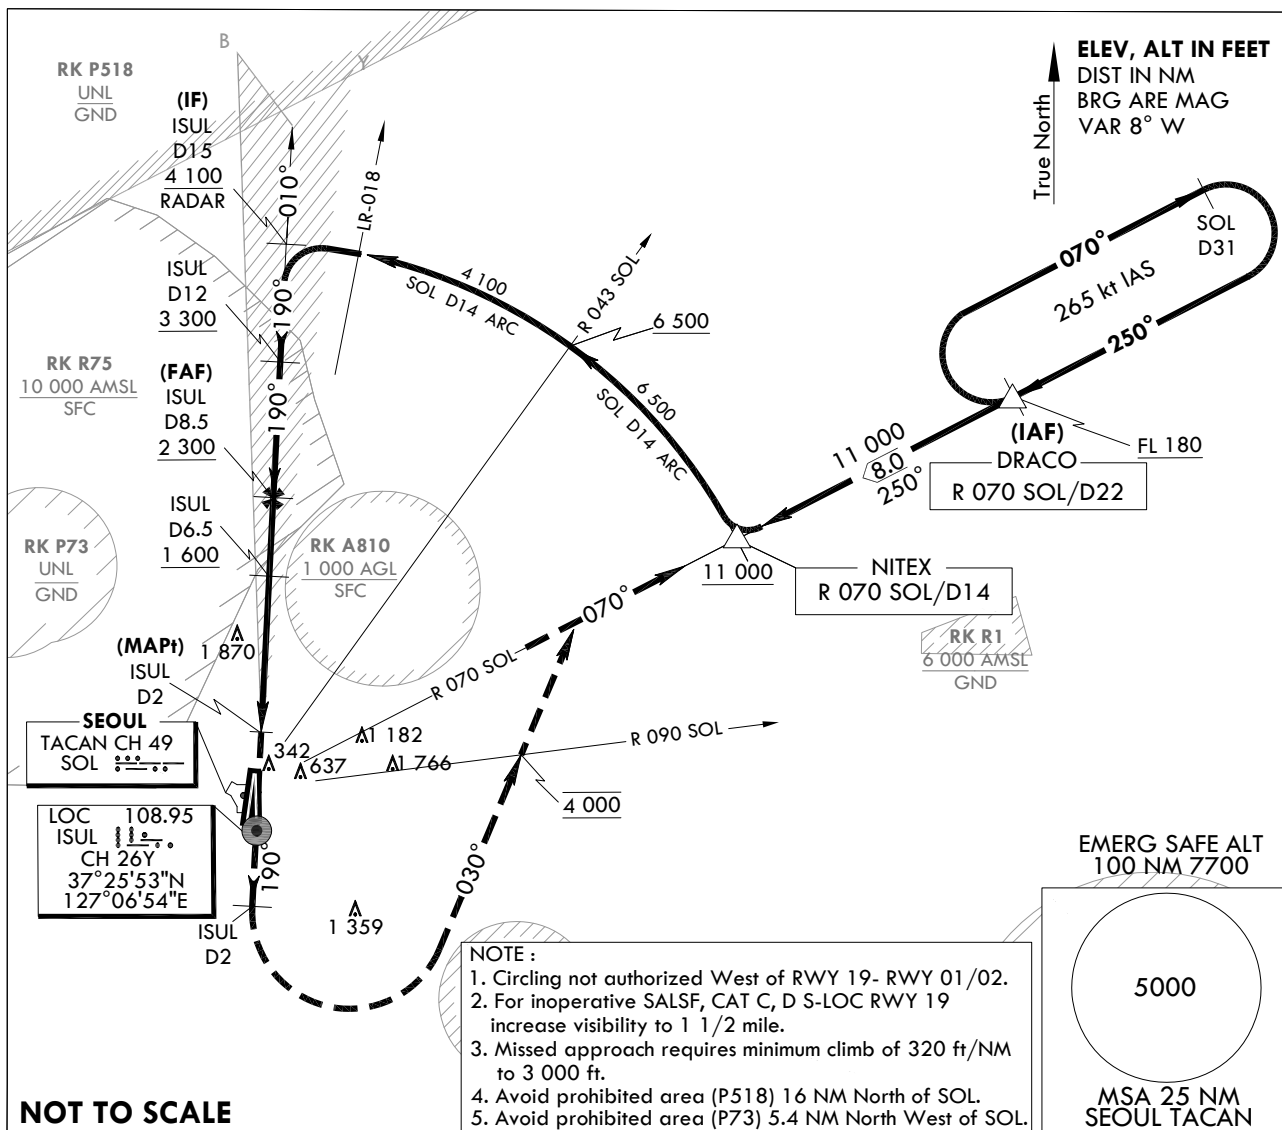 B
Y
RK P518
UNL
GND
(IF)
ISUL
D15
4 100
RADAR
010°
LR-018
ELEV, ALT IN FEET
DIST IN NM
BRG ARE MAG
VAR 8° W
True North
SOL
D31
070°
265 kt IAS
250°
ISUL
D12
3 300
190°
4 100
SOL D14 ARC
R 043 SOL
6 500
6 500
SOL D14 ARC
RK R75
10 000 AMSL
SFC
(FAF)
ISUL
D8.5
2 300
190°
11 000
8.0
250°
(IAF)
DRACO
R 070 SOL/D22
FL 180
ISUL
D6.5
1 600
RK P73
UNL
GND
RK A810
1 000 AGL
SFC
11 000
NITEX
R 070 SOL/D14
070°
R 070 SOL
RK R1
6 000 AMSL
GND
1 870
(MAPt)
ISUL
D2
SEOUL
TACAN CH 49
SOL
342
637
1 182
1 766
R 090 SOL
4 000
LOC 108.95
ISUL
CH 26Y
37°25'53"N
127°06'54"E
190°
030°
ISUL
D2
1 359
EMERG SAFE ALT
100 NM 7700
5000
MSA 25 NM
SEOUL TACAN
NOTE :
1. Circling not authorized West of RWY 19- RWY 01/02.
2. For inoperative SALSF, CAT C, D S-LOC RWY 19
increase visibility to 1 1/2 mile.
3. Missed approach requires minimum climb of 320 ft/NM
to 3 000 ft.
4. Avoid prohibited area (P518) 16 NM North of SOL.
5. Avoid prohibited area (P73) 5.4 NM North West of SOL.
NOT TO SCALE